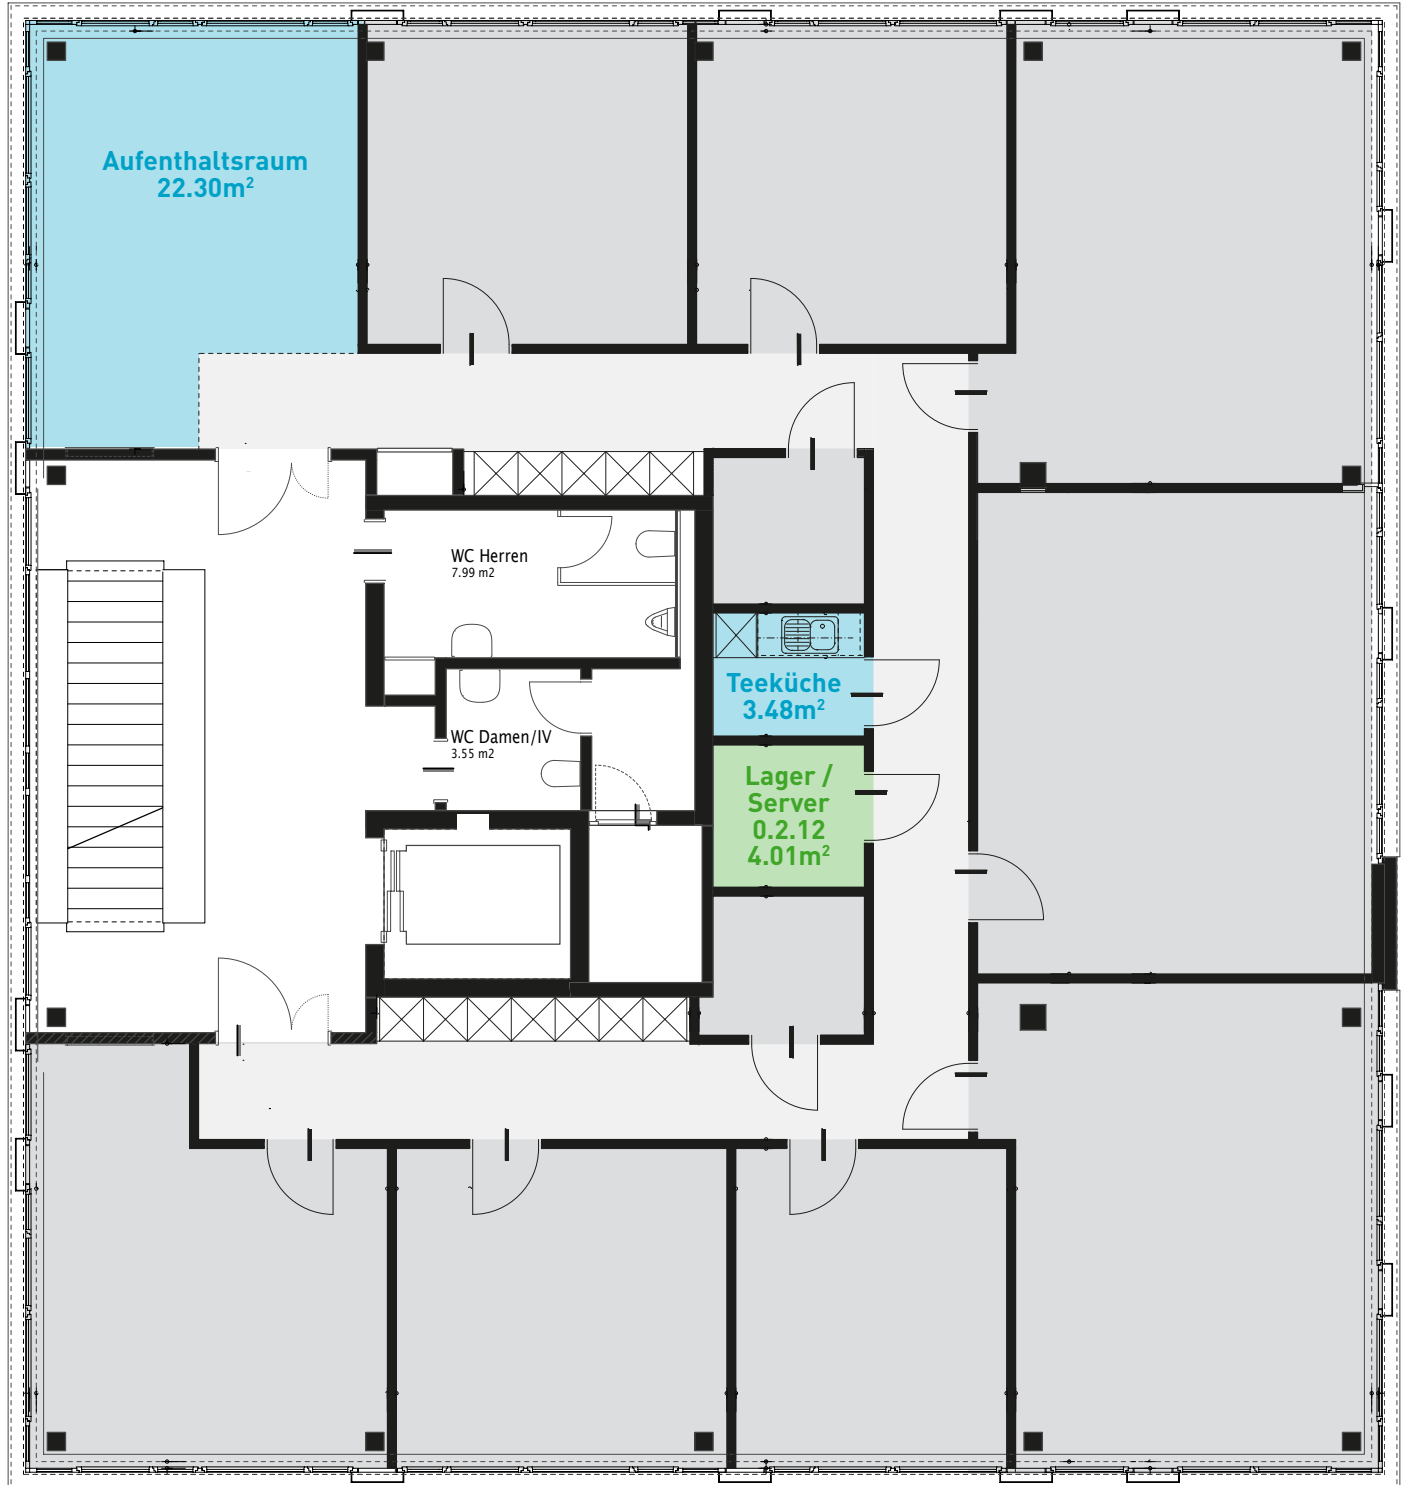 Aufenthaltsraum
22.30m²
WC Herren
7.99 m2
Teeküche
3.48m²
WC Damen/IV
3.55 m2
Lager /
Server
0.2.12
4.01m²